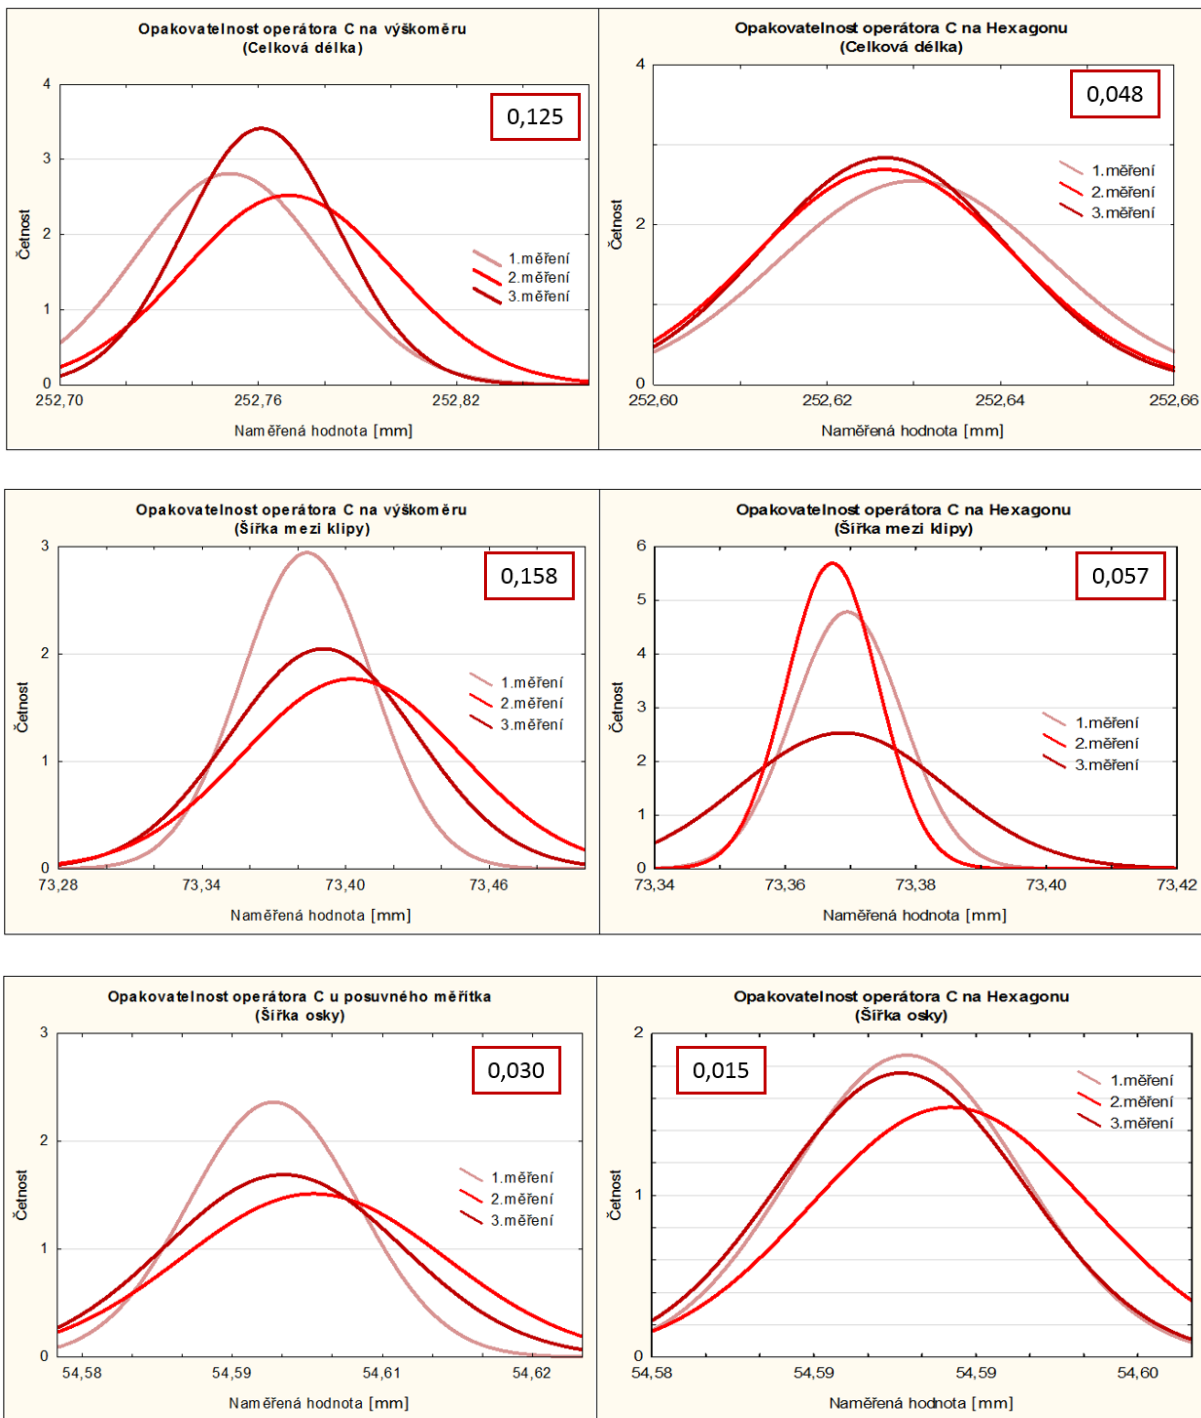 Opakovatelnost operátora C na výškoměru
(Celková délka)
4
0,125
3
2
1
0
Četnost
1.měření
2.měření
3.měření
252,70
252,76
252,82
Naměřená hodnota [mm]
Opakovatelnost operátora C na Hexagonu
(Celková délka)
4
0,048
2
0
Četnost
1.měření
2.měření
3.měření
252,60
252,62
252,64
252,66
Naměřená hodnota [mm]
Opakovatelnost operátora C na výškoměru
(Šířka mezi klipy)
3
0,158
2
1
0
Četnost
1.měření
2.měření
3.měření
73,28
73,34
73,40
73,46
Naměřená hodnota [mm]
Opakovatelnost operátora C na Hexagonu
(Šířka mezi klipy)
6
0,057
5
4
3
2
1
0
Četnost
1.měření
2.měření
3.měření
73,34
73,36
73,38
73,40
73,42
Naměřená hodnota [mm]
Opakovatelnost operátora C u posuvného měřítka
(Šířka osky)
3
0,030
2
1
0
Četnost
1.měření
2.měření
3.měření
54,58
54,59
54,61
54,62
Naměřená hodnota [mm]
Opakovatelnost operátora C na Hexagonu
(Šířka osky)
2
0,015
1
0
Četnost
1.měření
2.měření
3.měření
54,58
54,59
54,59
54,60
Naměřená hodnota [mm]